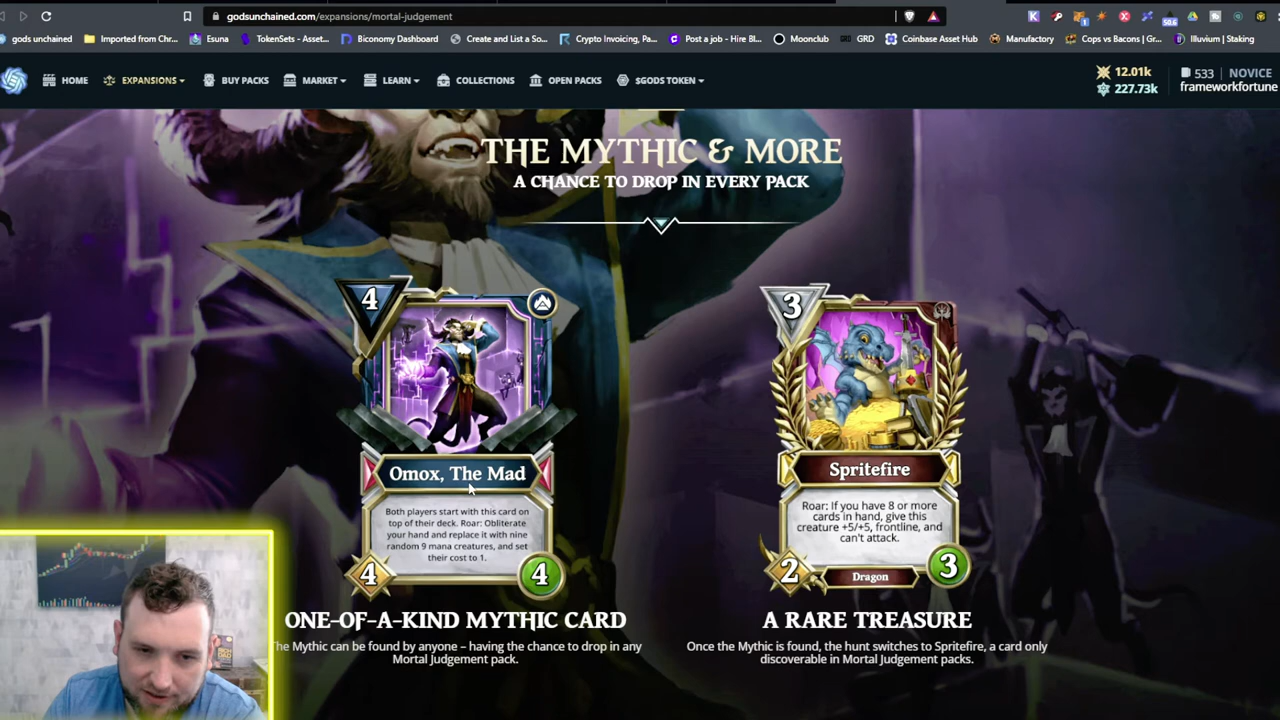 godsunchained.com/expansions/mortal-judgement
gods unchained
Imported from Chr...
Esuna
TokenSets - Asset...
Biconomy Dashboard
Create and List a So...
Crypto Invoicing, Pa...
Post a job - Hire Bl...
Moonclub
GRD
Coinbase Asset Hub
Manufactory
Cops vs Bacons | Gr...
Illuvium | Staking
HOME
EXPANSIONS
BUY PACKS
MARKET
LEARN
COLLECTIONS
OPEN PACKS
$GODS TOKEN
12.01k
227.73k
533
NOVICE
frameworkfortune
THE MYTHIC & MORE
A CHANCE TO DROP IN EVERY PACK
4
Omox, The Mad
Both players start with this card on
top of their deck. Roar: Obliterate
your hand and replace it with nine
random 9 mana creatures, and set
their cost to 1.
4
4
ONE-OF-A-KIND MYTHIC CARD
The Mythic can be found by anyone – having the chance to drop in any
Mortal Judgement pack.
3
Spritefire
Roar: If you have 8 or more
cards in hand, give this
creature +5/+5, frontline, and
can't attack.
2
Dragon
3
A RARE TREASURE
Once the Mythic is found, the hunt switches to Spritefire, a card only
discoverable in Mortal Judgement packs.